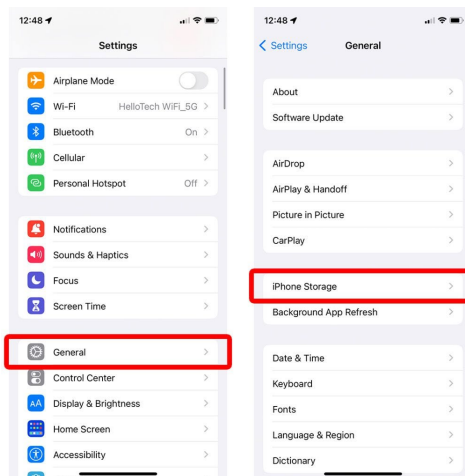 12:48
Settings
Airplane Mode
Wi-Fi HelloTech WiFi_5G
Bluetooth On
Cellular
Personal Hotspot Off
Notifications
Sounds & Haptics
Focus
Screen Time
General
Control Center
AA Display & Brightness
Home Screen
Accessibility
12:48
Settings General
About
Software Update
AirDrop
AirPlay & Handoff
Picture in Picture
CarPlay
iPhone Storage
Background App Refresh
Date & Time
Keyboard
Fonts
Language & Region
Dictionary